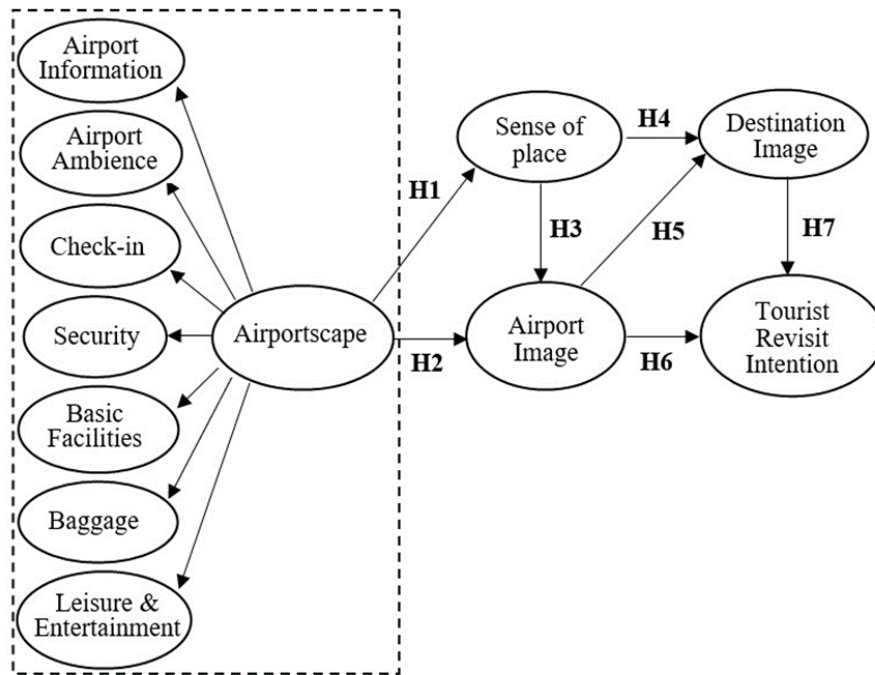 Airport
Information
Airport
Ambience
Check-in
Security
Basic
Facilities
Baggage
Leisure &
Entertainment
Airportscape
H1
H2
Sense of
place
H3
Airport
Image
H4
H5
H6
Destination
Image
H7
Tourist
Revisit
Intention